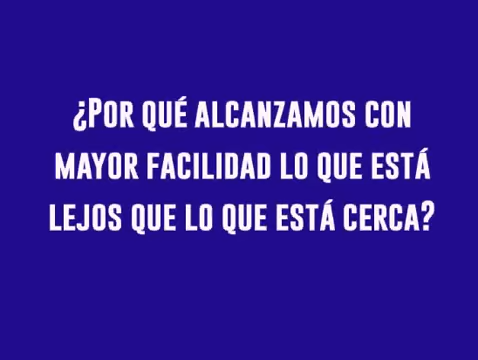 ¿Por qué alcanzamos con
mayor facilidad lo que está
lejos que lo que está cerca?